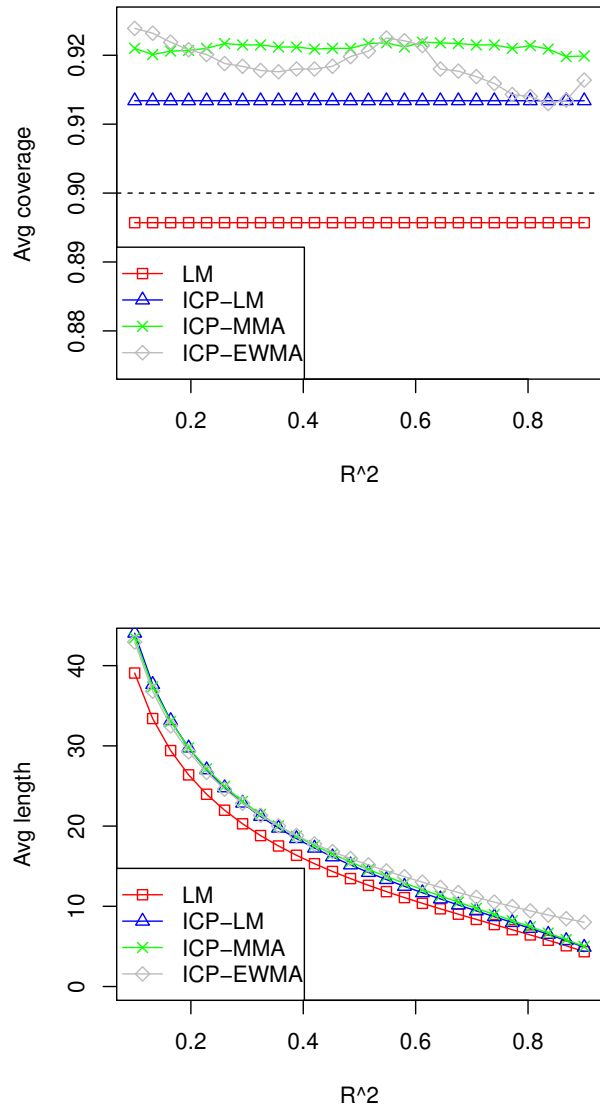 0.92
0.91
0.90
0.89
0.88
Avg coverage
LM
ICP−LM
ICP−MMA
ICP−EWMA
0.2 0.4 0.6 0.8
R^2
40
30
20
10
0
Avg length
LM
ICP−LM
ICP−MMA
ICP−EWMA
0.2 0.4 0.6 0.8
R^2